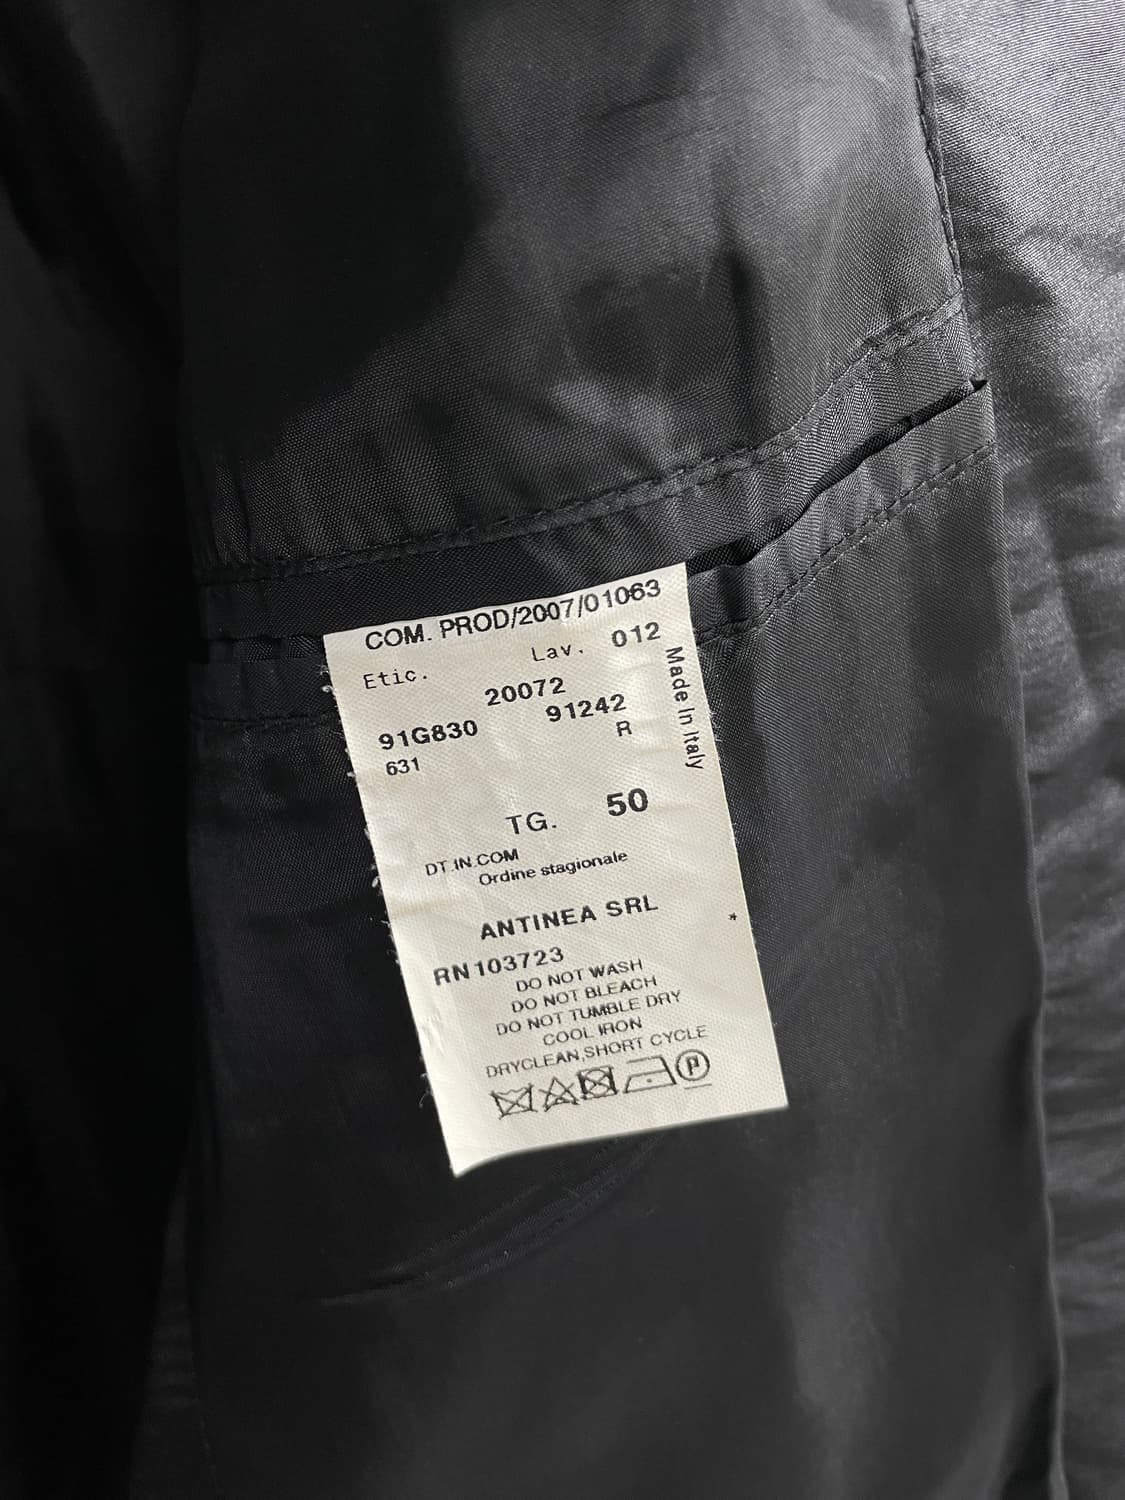 COM. PROD/2007/01063
Etic. Lav. 012
20072
91G830 91242
631 R
Made In Italy
TG. 50
DT.IN.COM
Ordine stagionale
ANTINEA SRL
*
RN103723
DO NOT WASH
DO NOT BLEACH
DO NOT TUMBLE DRY
COOL IRON
DRYCLEAN,SHORT CYCLE
P